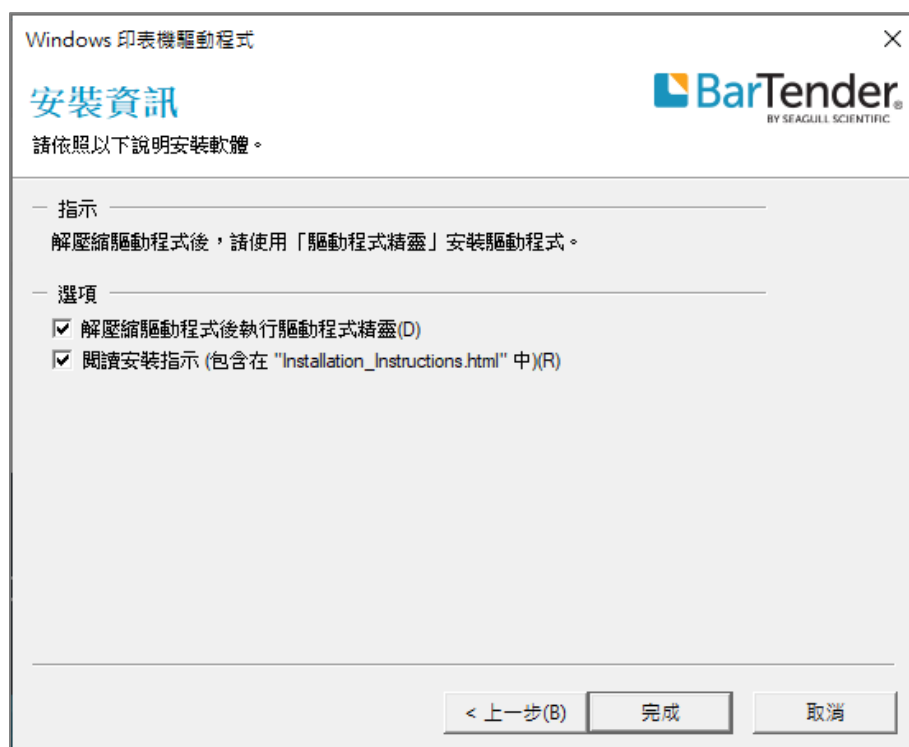 Windows 印表機驅動程式
安裝資訊
請依照以下說明安裝軟體。
BarTender®
BY SEAGULL SCIENTIFIC
指示
解壓縮驅動程式後，請使用「驅動程式精靈」安裝驅動程式。
選項
解壓縮驅動程式後執行驅動程式精靈(D)
閱讀安裝指示 (包含在 "Installation_Instructions.html" 中)(R)
< 上一步(B)
完成
取消